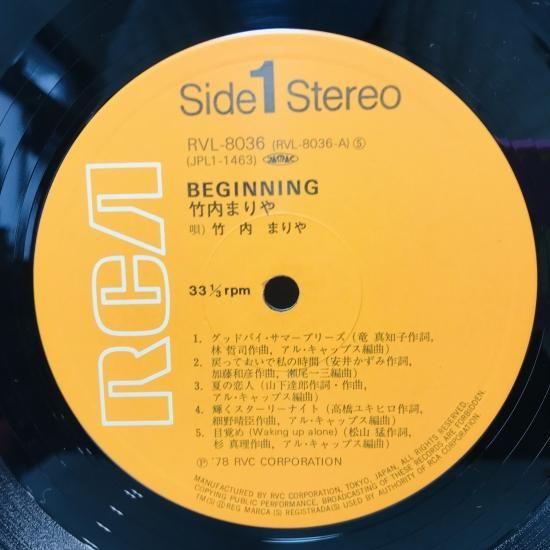 Side 1 Stereo
RVL-8036 (RVL-8036-A) ⑤
(JPL1-1463) JASRAC
BEGINNING
竹内まりや
唄) 竹 内 まりや
RCA
33 1/3 rpm
1. グッドバイ・サマーブリーズ (竜 真知子作詞,
林 哲司作曲, アル・キャップス編曲)
2. 戻っておいで・私の時間 (安井かずみ作詞,
加藤和彦作曲, 瀬尾一三編曲)
3. 夏の恋人 (山下達郎作詞・作曲,
アル・キャップス編曲)
4. 輝くスターリーナイト (高橋ユキヒロ作詞,
細野晴臣作曲, アル・キャップス編曲)
5. 目覚め (Waking up alone) (松山 猛作詞,
杉 真理作曲, アル・キャップス編曲)
Ⓟ '78 RVC CORPORATION
MANUFACTURED BY RVC CORPORATION, TOKYO, JAPAN, ALL RIGHTS RESERVED.
COPYING PUBLIC PERFORMANCE, BROADCASTING OF THESE RECORDS ARE FORBIDDEN.
TM(S) ® REG MARCA(S) REGISTRADA(S) USED BY AUTHORITY OF RCA CORPORATION.